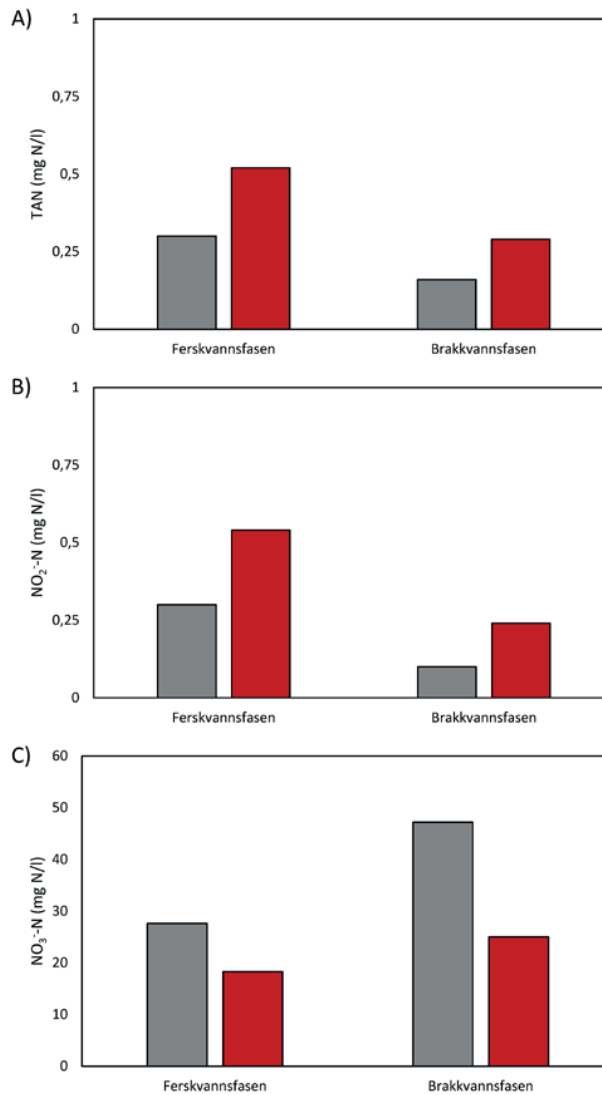 A)
1
0,75
0,5
0,25
0
TAN (mg N/l)
Ferskvannsfasen Brakkvannsfasen
B)
1
0,75
0,5
0,25
0
NO₂⁻-N (mg N/l)
Ferskvannsfasen Brakkvannsfasen
C)
60
50
40
30
20
10
0
NO₃⁻-N (mg N/l)
Ferskvannsfasen Brakkvannsfasen